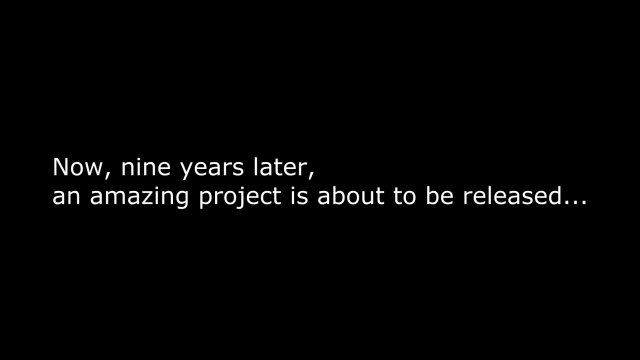 Now, nine years later,
an amazing project is about to be released...